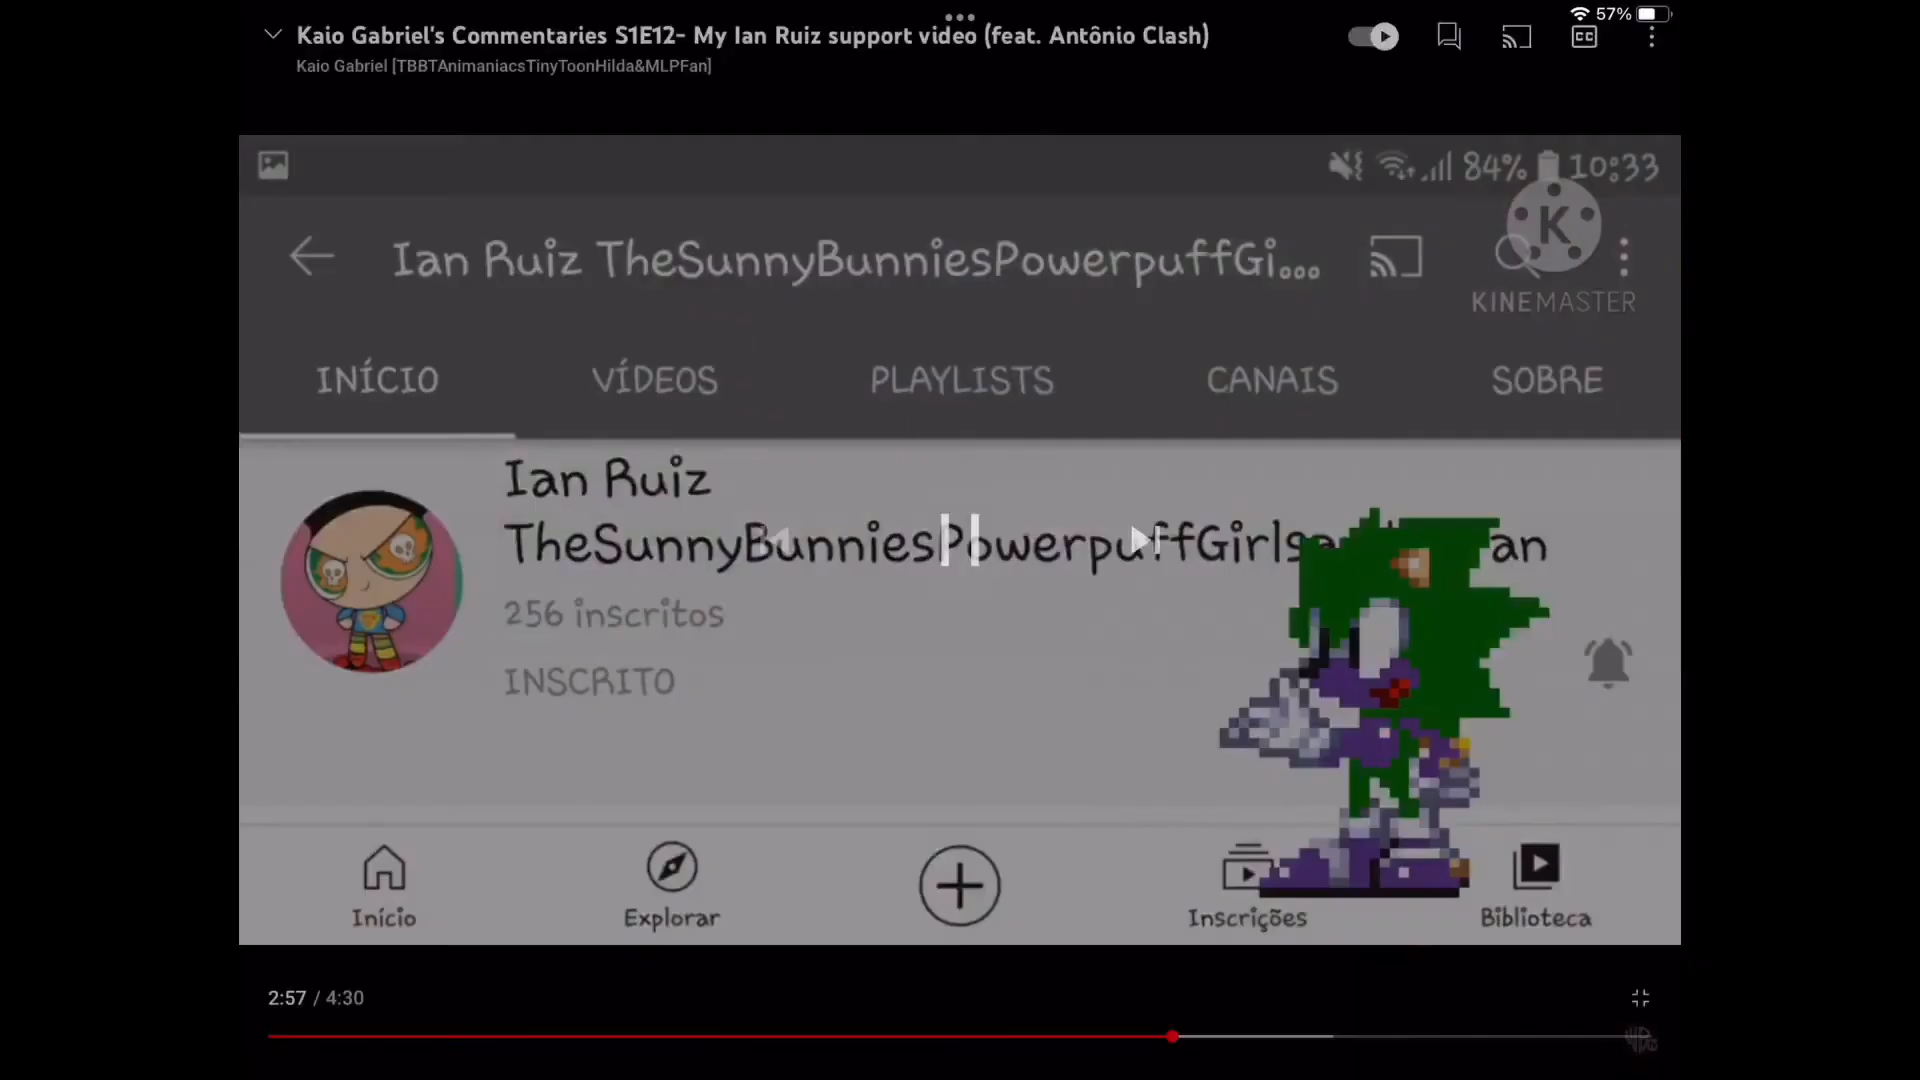 57%
Kaio Gabriel's Commentaries S1E12- My Ian Ruiz support video (feat. Antônio Clash)
CC
Kaio Gabriel [TBBTAnimaniacsTinyToonHilda&MLPFan]
84% 10:33
Ian Ruiz TheSunnyBunniesPowerpuffGi...
K
KINEMASTER
INÍCIO VÍDEOS PLAYLISTS CANAIS SOBRE
Ian Ruiz
TheSunnyBunniesPowerpuffGirls
256 inscritos
INSCRITO
Início Explorar Inscrições Biblioteca
2:57 / 4:30